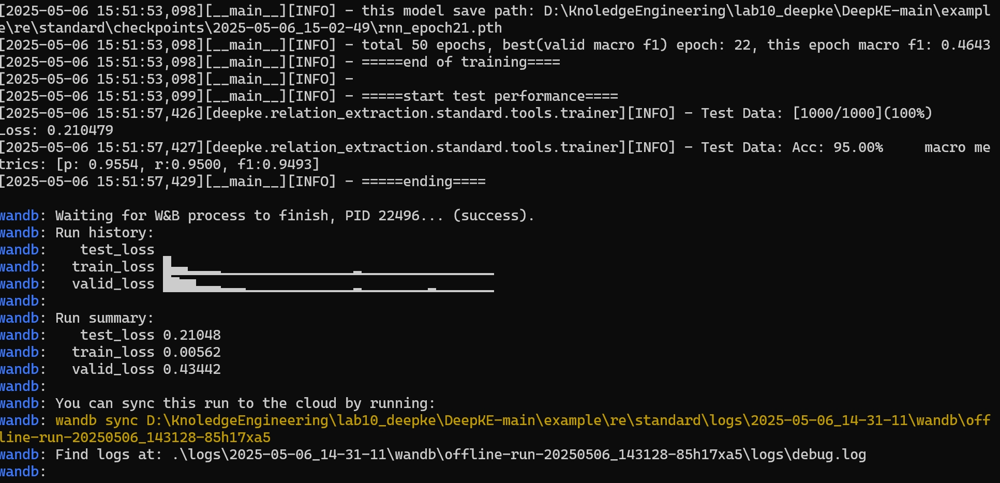 [2025-05-06 15:51:53,098][__main__][INFO] - this model save path: D:\KnoledgeEngineering\lab10_deepke\DeepKE-main\exampl
e\re\standard\checkpoints\2025-05-06_15-02-49\rnn_epoch21.pth
[2025-05-06 15:51:53,098][__main__][INFO] - total 50 epochs, best(valid macro f1) epoch: 22, this epoch macro f1: 0.4643
[2025-05-06 15:51:53,098][__main__][INFO] - =====end of training====
[2025-05-06 15:51:53,098][__main__][INFO] -
[2025-05-06 15:51:53,099][__main__][INFO] - =====start test performance====
[2025-05-06 15:51:57,426][deepke.relation_extraction.standard.tools.trainer][INFO] - Test Data: [1000/1000](100%)
Loss: 0.210479
[2025-05-06 15:51:57,427][deepke.relation_extraction.standard.tools.trainer][INFO] - Test Data: Acc: 95.00%     macro me
trics: [p: 0.9554, r:0.9500, f1:0.9493]
[2025-05-06 15:51:57,429][__main__][INFO] - =====ending====
wandb: Waiting for W&B process to finish, PID 22496... (success).
wandb: Run history:
wandb:    test_loss
wandb:   train_loss
wandb:   valid_loss
wandb:
wandb: Run summary:
wandb:    test_loss 0.21048
wandb:   train_loss 0.00562
wandb:   valid_loss 0.43442
wandb:
wandb: You can sync this run to the cloud by running:
wandb: wandb sync D:\KnoledgeEngineering\lab10_deepke\DeepKE-main\example\re\standard\logs\2025-05-06_14-31-11\wandb\off
line-run-20250506_143128-85h17xa5
wandb: Find logs at: .\logs\2025-05-06_14-31-11\wandb\offline-run-20250506_143128-85h17xa5\logs\debug.log
wandb: